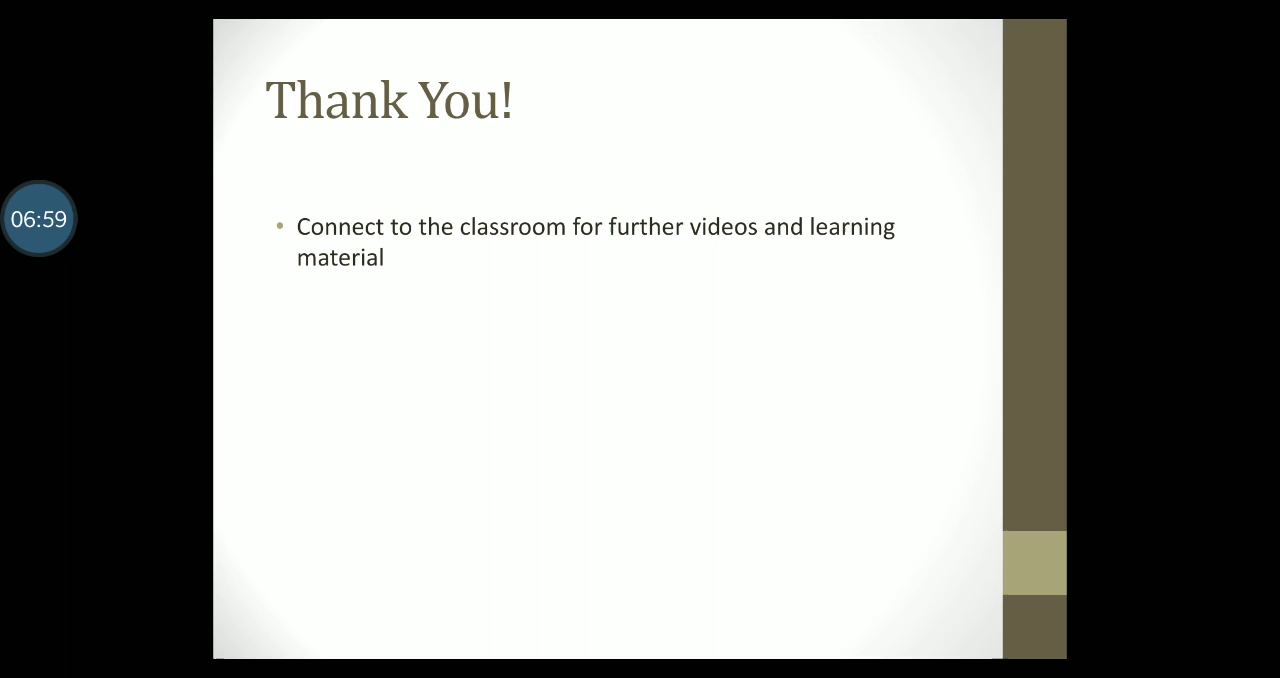 Thank You!
06:59
• Connect to the classroom for further videos and learning
material